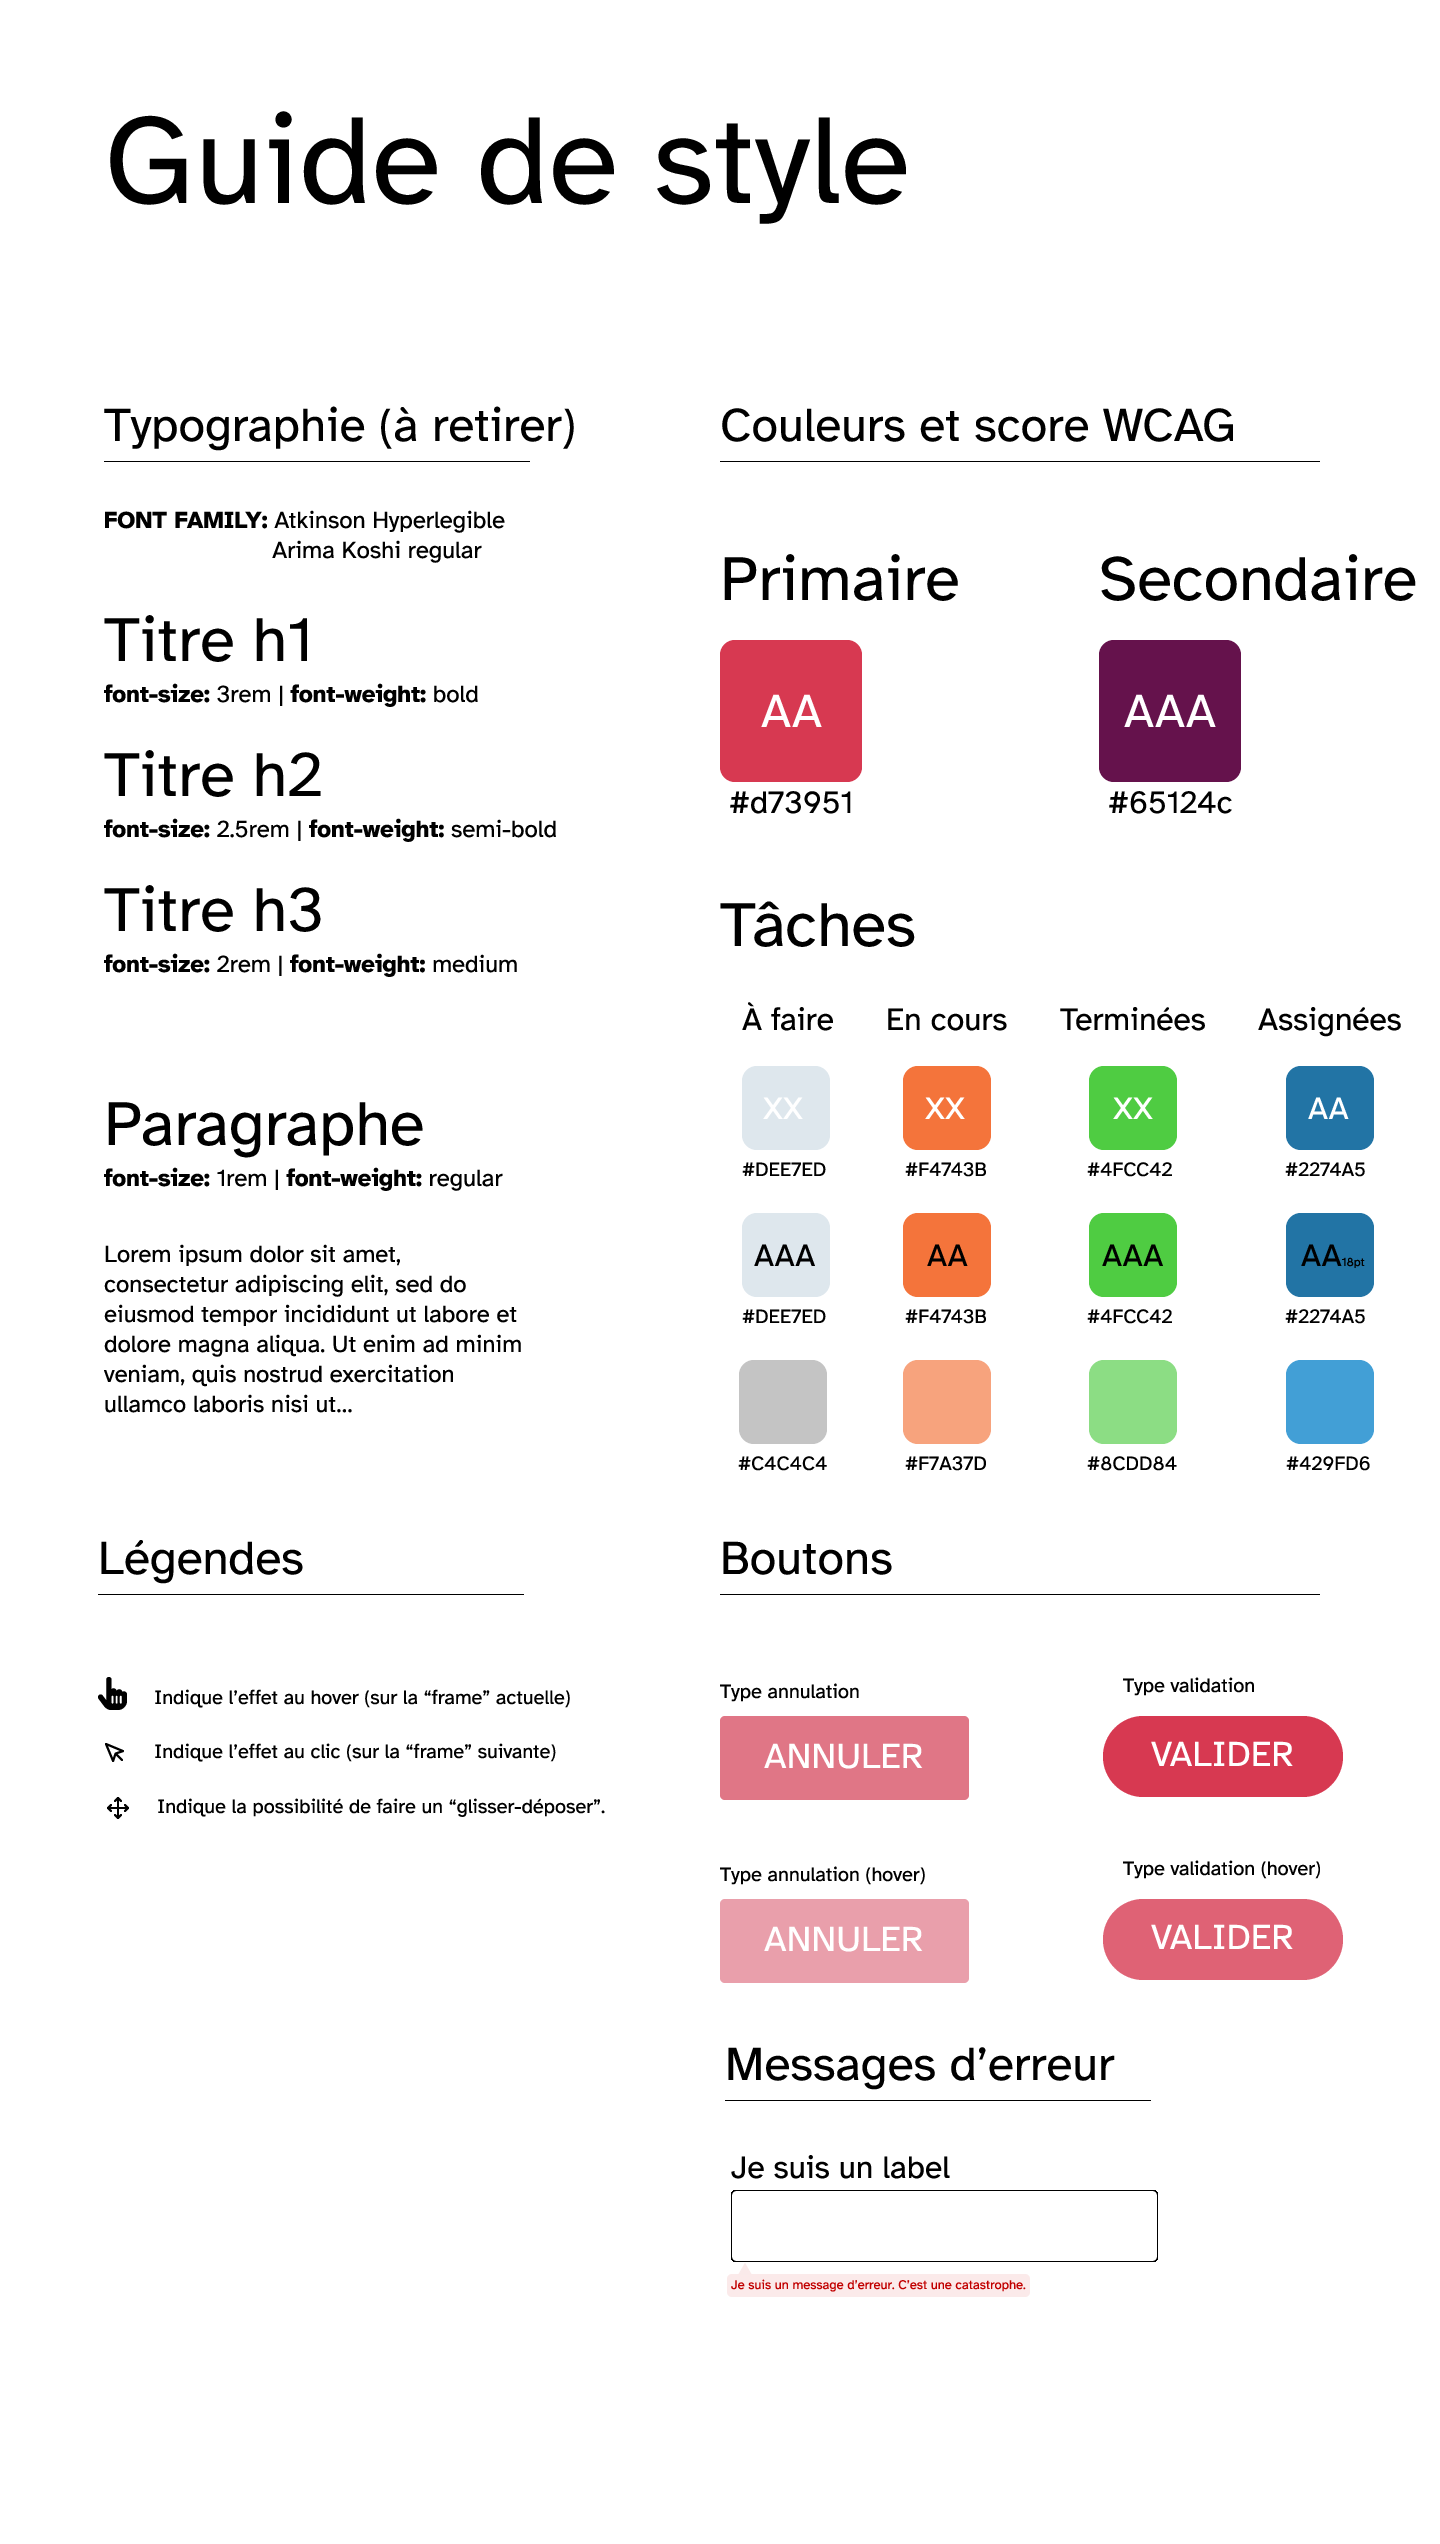 Guide de style
Typographie (à retirer)
FONT FAMILY: Atkinson Hyperlegible
Arima Koshi regular
Titre h1
font-size: 3rem | font-weight: bold
Titre h2
font-size: 2.5rem | font-weight: semi-bold
Titre h3
font-size: 2rem | font-weight: medium
Paragraphe
font-size: 1rem | font-weight: regular
Lorem ipsum dolor sit amet,
consectetur adipiscing elit, sed do
eiusmod tempor incididunt ut labore et
dolore magna aliqua. Ut enim ad minim
veniam, quis nostrud exercitation
ullamco laboris nisi ut...
Couleurs et score WCAG
Primaire Secondaire
AA AAA
#d73951 #65124c
Tâches
À faire En cours Terminées Assignées
XX XX XX AA
#DEE7ED #F4743B #4FCC42 #2274A5
AAA AA AAA AA18pt
#DEE7ED #F4743B #4FCC42 #2274A5
#C4C4C4 #F7A37D #8CDD84 #429FD6
Légendes
Indique l’effet au hover (sur la “frame” actuelle)
Indique l’effet au clic (sur la “frame” suivante)
Indique la possibilité de faire un “glisser-déposer”.
Boutons
Type annulation Type validation
ANNULER VALIDER
Type annulation (hover) Type validation (hover)
ANNULER VALIDER
Messages d’erreur
Je suis un label
Je suis un message d’erreur. C’est une catastrophe.